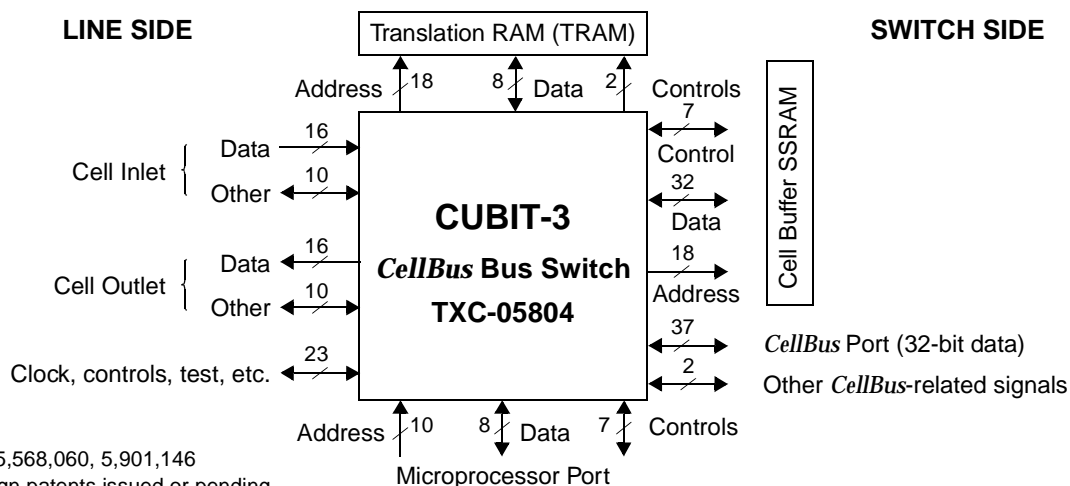 LINE SIDE
Translation RAM (TRAM)
SWITCH SIDE
Address 18
8 Data
2 Controls
Cell Inlet
Data 16
Other 10
Cell Outlet
Data 16
Other 10
Clock, controls, test, etc. 23
CUBIT-3
CellBus Bus Switch
TXC-05804
7
Control
32
Data
18
Address
Cell Buffer SSRAM
37 CellBus Port (32-bit data)
2 Other CellBus-related signals
Address 10
8 Data
7 Controls
Microprocessor Port
5,568,060, 5,901,146
gn patents issued or pending